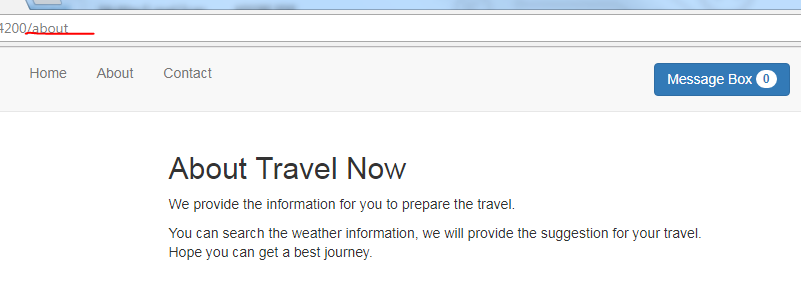 4200/about
Home About Contact Message Box 0
About Travel Now
We provide the information for you to prepare the travel.
You can search the weather information, we will provide the suggestion for your travel.
Hope you can get a best journey.